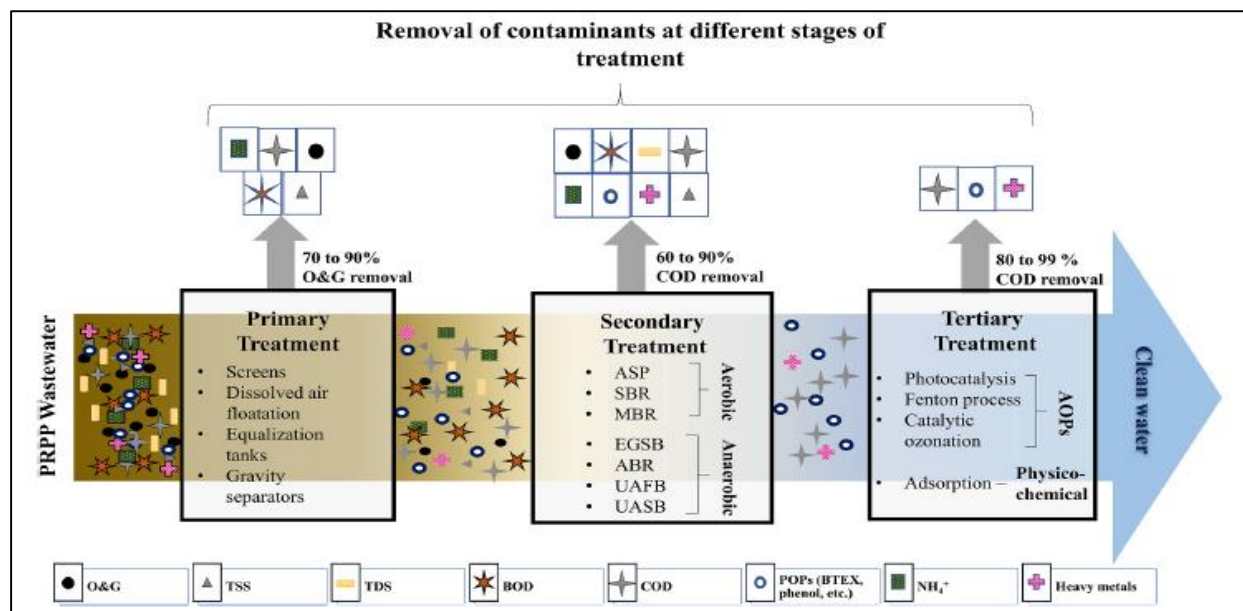 Removal of contaminants at different stages of
treatment
70 to 90%
O&G removal
60 to 90%
COD removal
80 to 99 %
COD removal
PRPP Wastewater
Primary
Treatment
• Screens
• Dissolved air
floatation
• Equalization
tanks
• Gravity
separators
Secondary
Treatment
• ASP
• SBR
• MBR
Aerobic
• EGSB
• ABR
• UAFB
• UASB
Anaerobic
Tertiary
Treatment
• Photocatalysis
• Fenton process
• Catalytic
ozonation
AOPs
• Adsorption – Physico-
chemical
Clean water
O&G
TSS
TDS
BOD
COD
POPs (BTEX,
phenol, etc.)
NH₄⁺
Heavy metals